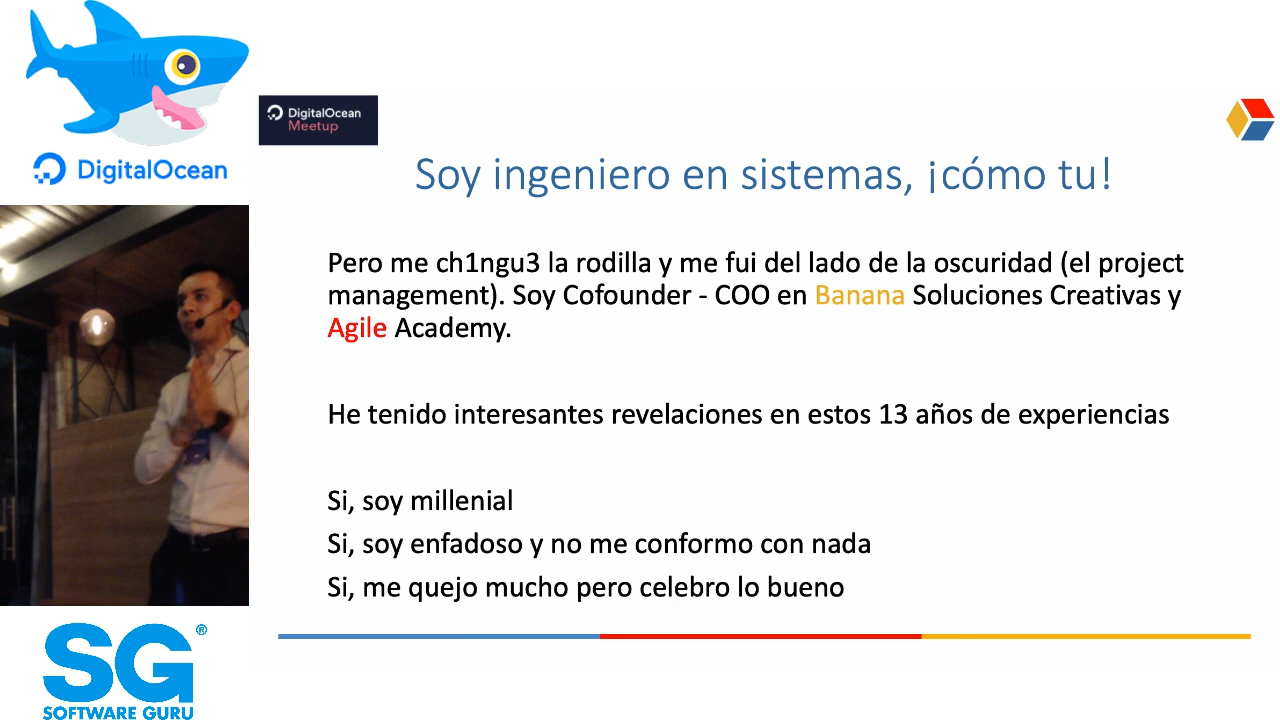 DigitalOcean
DigitalOcean
Meetup
Soy ingeniero en sistemas, ¡cómo tu!
Pero me ch1ngu3 la rodilla y me fui del lado de la oscuridad (el project
management). Soy Cofounder - COO en Banana Soluciones Creativas y
Agile Academy.
He tenido interesantes revelaciones en estos 13 años de experiencias
Si, soy millenial
Si, soy enfadoso y no me conformo con nada
Si, me quejo mucho pero celebro lo bueno
SG®
SOFTWARE GURU